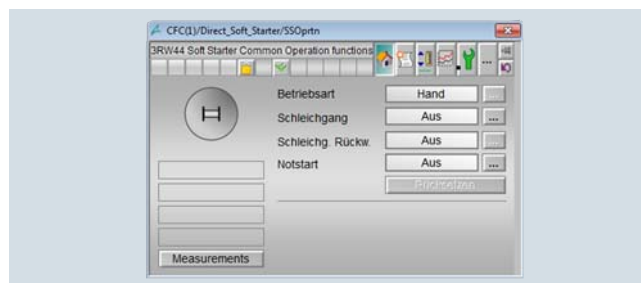 CFC(1)/Direct_Soft_Starter/SSOprtn
3RW44 Soft Starter Common Operation functions
...
Betriebsart Hand ...
Schleichgang Aus ...
Schleichg. Rückw. Aus ...
Notstart Aus ...
Rücksetzen
Measurements